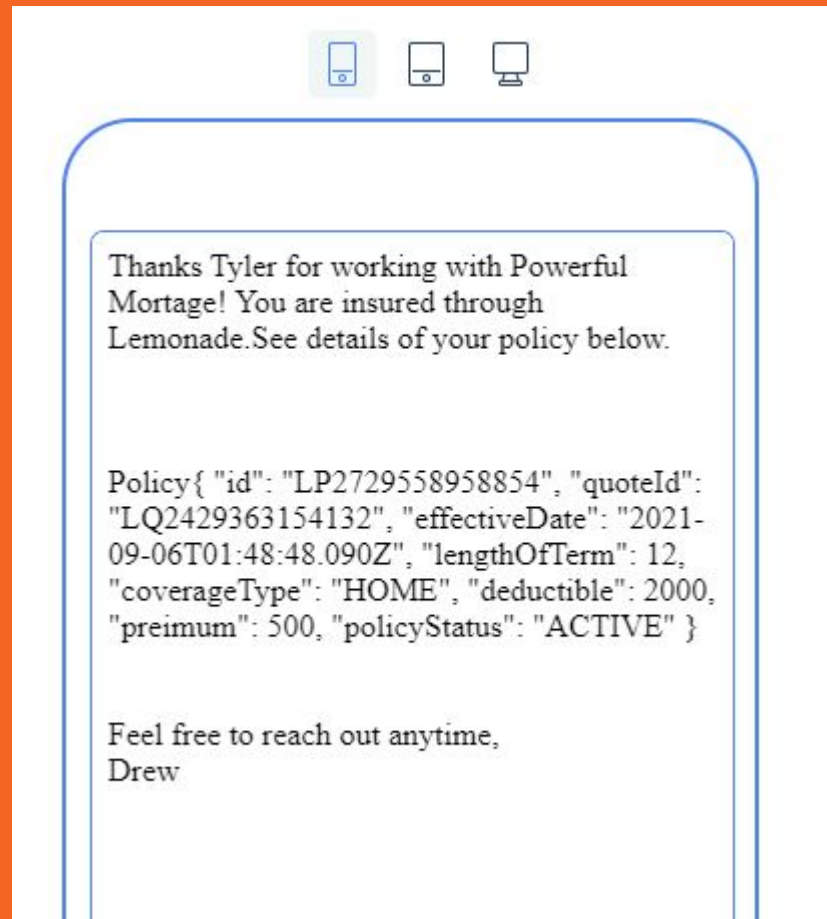 Thanks Tyler for working with Powerful
Mortage! You are insured through
Lemonade.See details of your policy below.
Policy{ "id": "LP2729558958854", "quoteId":
"LQ2429363154132", "effectiveDate": "2021-
09-06T01:48:48.090Z", "lengthOfTerm": 12,
"coverageType": "HOME", "deductible": 2000,
"preimum": 500, "policyStatus": "ACTIVE" }
Feel free to reach out anytime,
Drew